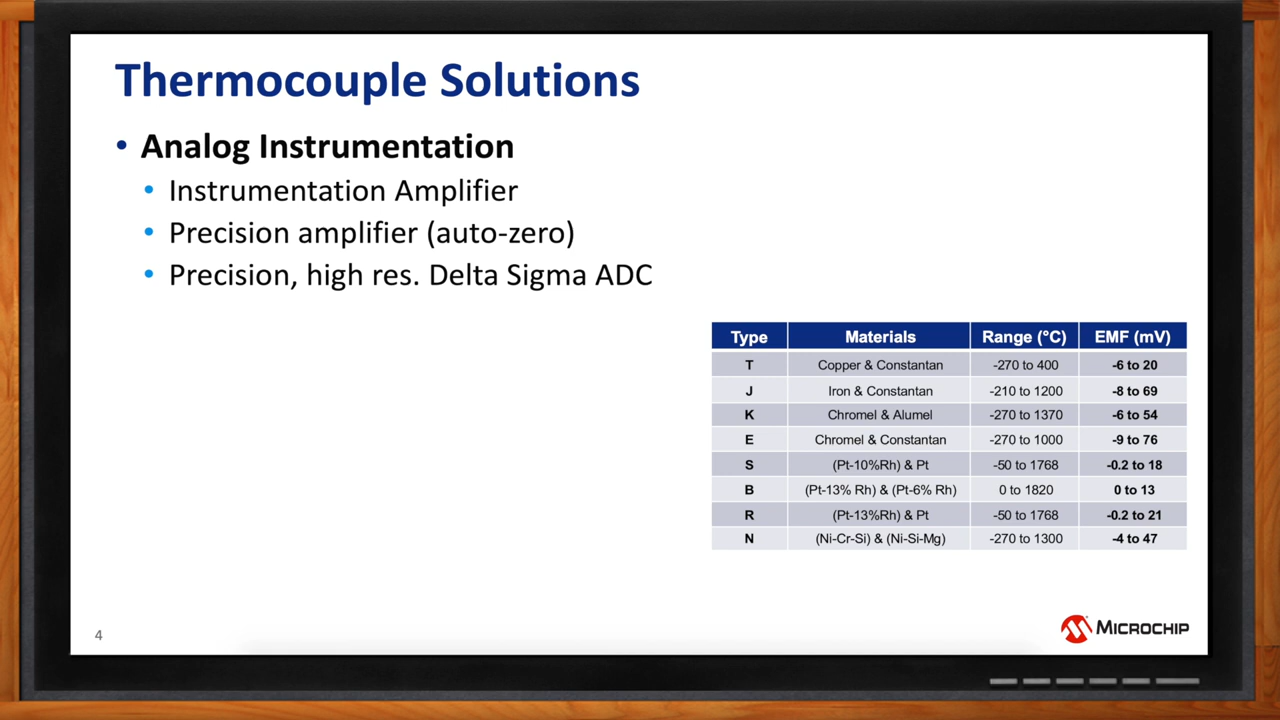 Thermocouple Solutions
• Analog Instrumentation
• Instrumentation Amplifier
• Precision amplifier (auto-zero)
• Precision, high res. Delta Sigma ADC
Type Materials Range (°C) EMF (mV)
T Copper & Constantan -270 to 400 -6 to 20
J Iron & Constantan -210 to 1200 -8 to 69
K Chromel & Alumel -270 to 1370 -6 to 54
E Chromel & Constantan -270 to 1000 -9 to 76
S (Pt-10%Rh) & Pt -50 to 1768 -0.2 to 18
B (Pt-13% Rh) & (Pt-6% Rh) 0 to 1820 0 to 13
R (Pt-13%Rh) & Pt -50 to 1768 -0.2 to 21
N (Ni-Cr-Si) & (Ni-Si-Mg) -270 to 1300 -4 to 47
4
MICROCHIP